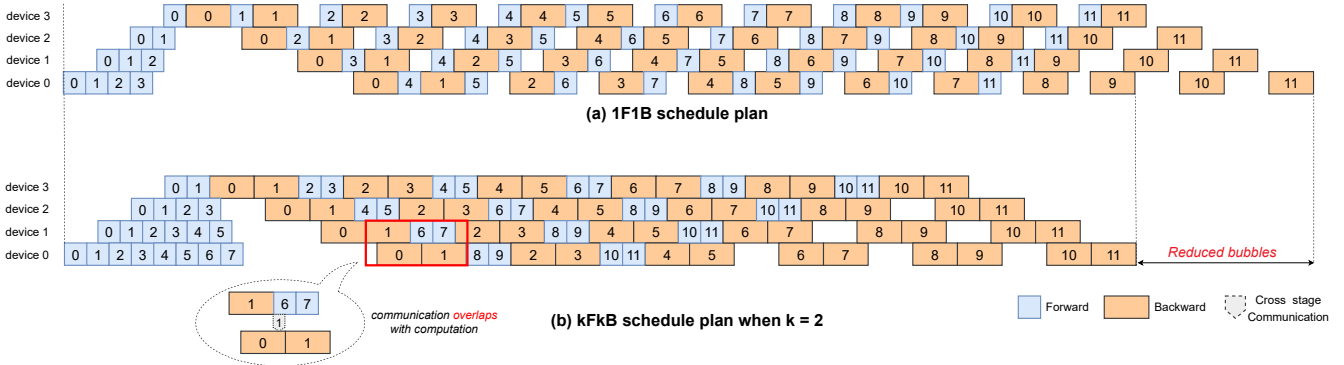 device 3 0 0 1 1 2 2 3 3 4 4 5 5 6 6 7 7 8 8 9 9 10 10 11 11
device 2 0 1 0 2 1 3 2 4 3 5 4 6 5 7 6 8 7 9 8 10 9 11 10 11
device 1 0 1 2 0 3 1 4 2 5 3 6 4 7 5 8 6 9 7 10 8 11 9 10 11
device 0 0 1 2 3 0 4 1 5 2 6 3 7 4 8 5 9 6 10 7 11 8 9 10 11
(a) 1F1B schedule plan
device 3 0 1 0 1 2 3 2 3 4 5 4 5 6 7 6 7 8 9 8 9 10 11 10 11
device 2 0 1 2 3 0 1 4 5 2 3 6 7 4 5 8 9 6 7 10 11 8 9 10 11
device 1 0 1 2 3 4 5 0 1 6 7 2 3 8 9 4 5 10 11 6 7 8 9 10 11
device 0 0 1 2 3 4 5 6 7 0 1 8 9 2 3 10 11 4 5 6 7 8 9 10 11
Reduced bubbles
1 6 7
1
0 1
communication overlaps
with computation
(b) kFkB schedule plan when k = 2
Forward
Backward
Cross stage
Communication